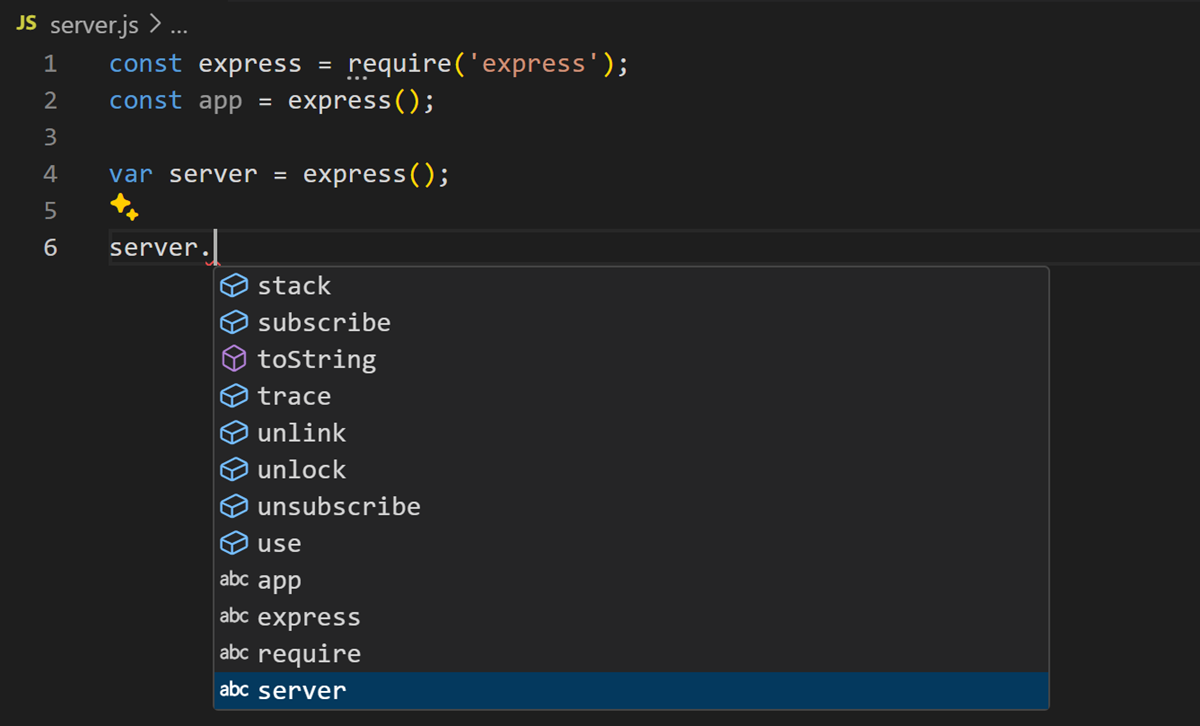 JS server.js > ...
1 const express = require('express');
2 const app = express();
3
4 var server = express();
5
6 server.
stack
subscribe
toString
trace
unlink
unlock
unsubscribe
use
abc app
abc express
abc require
abc server